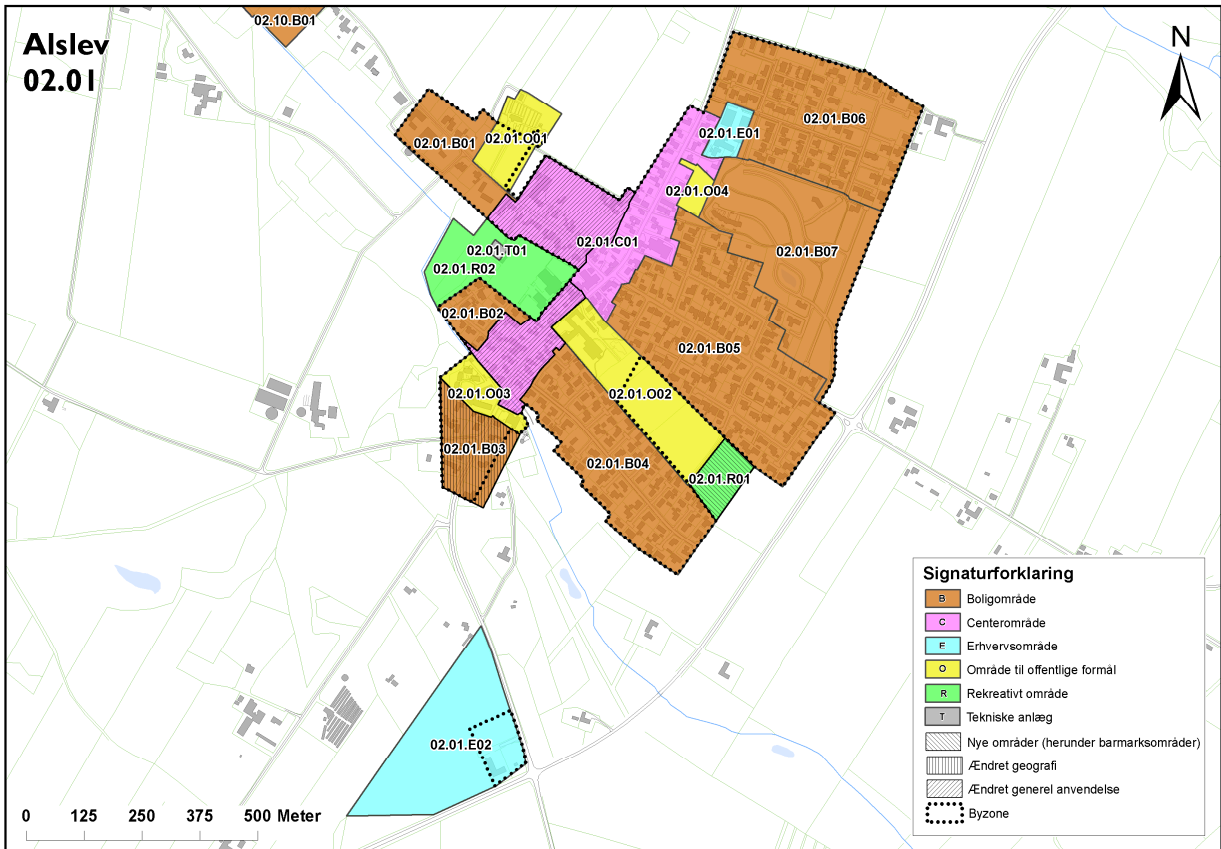 Alslev
02.01
02.10.B01
N
02.01.B01
02.01.O01
02.01.E01
02.01.B06
02.01.O04
02.01.C01
02.01.B07
02.01.T01
02.01.R02
02.01.B02
02.01.B05
02.01.O03
02.01.O02
02.01.B03
02.01.B04
02.01.R01
02.01.E02
Signaturforklaring
B Boligområde
C Centerområde
E Erhvervsområde
O Område til offentlige formål
R Rekreativt område
T Tekniske anlæg
Nye områder (herunder barmarksområder)
Ændret geografi
Ændret generel anvendelse
Byzone
0 125 250 375 500 Meter